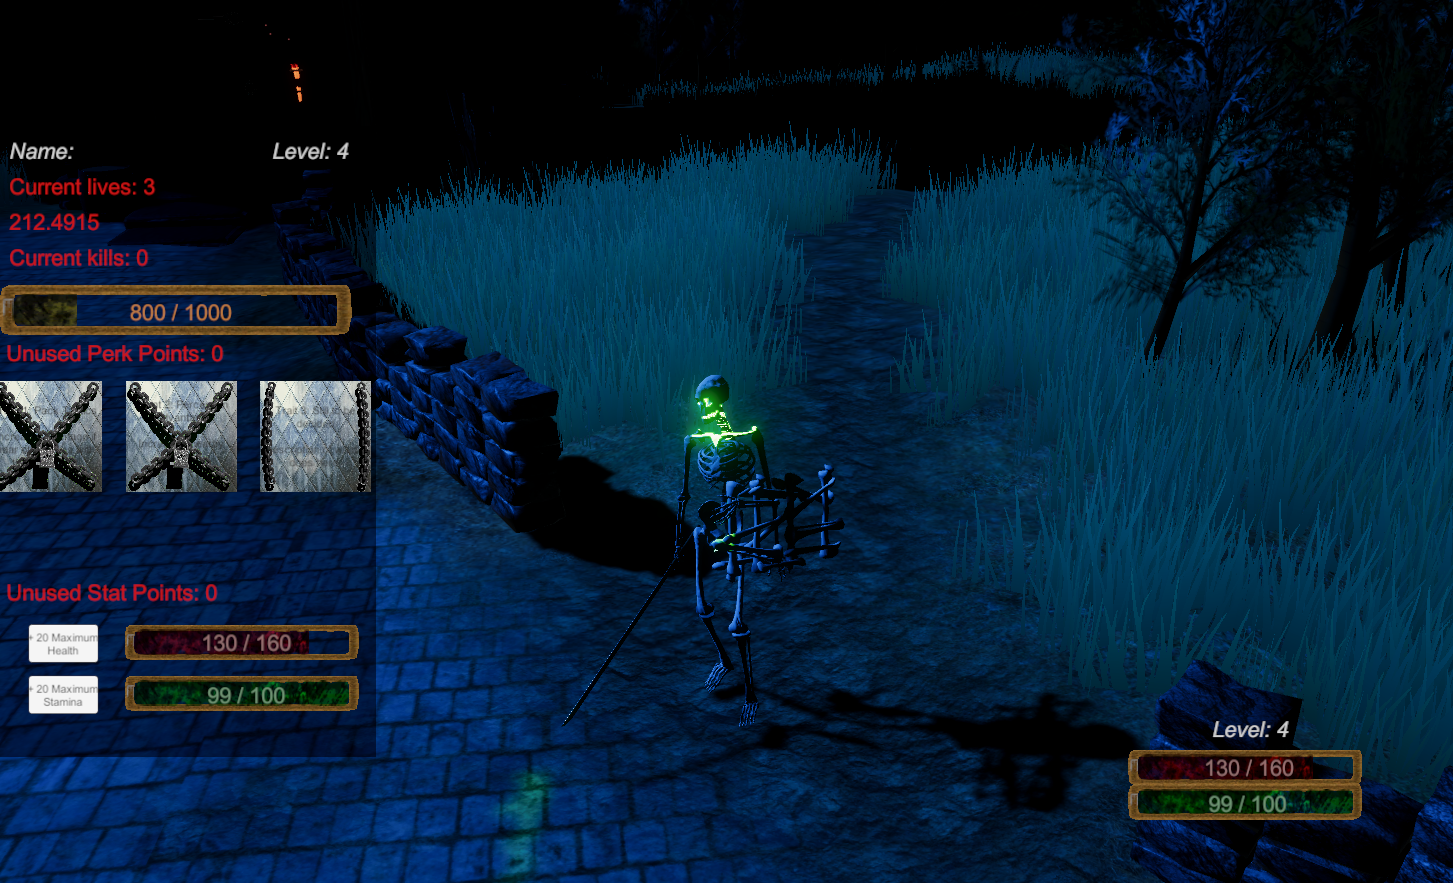 Name:
Level: 4
Current lives: 3
212.4915
Current kills: 0
800 / 1000
Unused Perk Points: 0
Unused Stat Points: 0
+ 20 Maximum
Health
130 / 160
+ 20 Maximum
Stamina
99 / 100
Level: 4
130 / 160
99 / 100